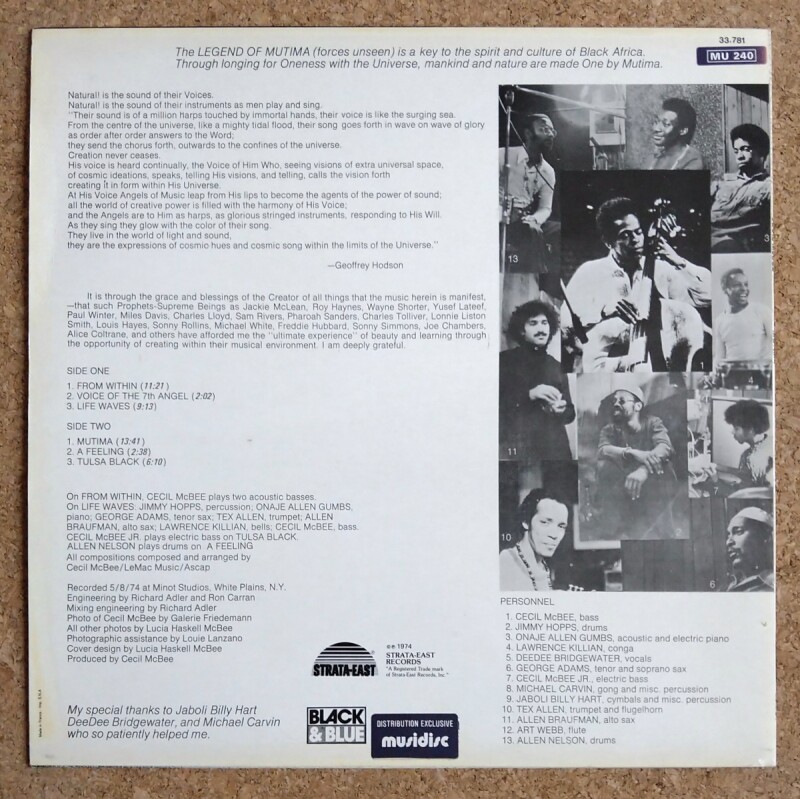 33.781
MU 240
The LEGEND OF MUTIMA (forces unseen) is a key to the spirit and culture of Black Africa.
Through longing for Oneness with the Universe, mankind and nature are made One by Mutima.
Natural! is the sound of their Voices.
Natural! is the sound of their instruments as men play and sing.
"Their sound is of a million harps touched by immortal hands, their voice is like the surging sea.
From the centre of the universe, like a mighty tidal flood, their song goes forth in wave on wave of glory
as order after order answers to the Word;
they send the chorus forth, outwards to the confines of the universe.
Creation never ceases.
His voice is heard continually, the Voice of Him Who, seeing visions of extra universal space,
of cosmic ideations, speaks, telling His visions, and telling, calls the vision forth
creating it in form within His Universe.
At His Voice Angels of Music leap from His lips to become the agents of the power of sound;
all the world of creative power is filled with the harmony of His Voice;
and the Angels are to Him as harps, as glorious stringed instruments, responding to His Will.
As they sing they glow with the color of their song.
They live in the world of light and sound,
they are the expressions of cosmio hues and cosmic song within the limits of the Universe."
—Geoffrey Hodson
It is through the grace and blessings of the Creator of all things that the music herein is manifest,
—that such Prophets-Supreme Beings as Jackie McLean, Roy Haynes, Wayne Shorter, Yusef Lateef,
Paul Winter, Miles Davis, Charles Lloyd, Sam Rivers, Pharoah Sanders, Charles Tolliver, Lonnie Liston
Smith, Louis Hayes, Sonny Rollins, Michael White, Freddie Hubbard, Sonny Simmons, Joe Chambers,
Alice Coltrane, and others have afforded me the "ultimate experience" of beauty and learning through
the opportunity of creating within their musical environment. I am deeply grateful.
SIDE ONE
1. FROM WITHIN (11:21)
2. VOICE OF THE 7th ANGEL (2:02)
3. LIFE WAVES (9:13)
SIDE TWO
1. MUTIMA (13:41)
2. A FEELING (2:38)
3. TULSA BLACK (6:10)
On FROM WITHIN, CECIL McBEE plays two acoustic basses.
On LIFE WAVES: JIMMY HOPPS, percussion; ONAJE ALLEN GUMBS,
piano; GEORGE ADAMS, tenor sax; TEX ALLEN, trumpet; ALLEN
BRAUFMAN, alto sax; LAWRENCE KILLIAN, bells; CECIL McBEE, bass.
CECIL McBEE JR. plays electric bass on TULSA BLACK.
ALLEN NELSON plays drums on A FEELING
All compositions composed and arranged by
Cecil McBee/LeMac Music/Ascap
Recorded 5/8/74 at Minot Studios, White Plains, N.Y.
Engineering by Richard Adler and Ron Carran
Mixing engineering by Richard Adler
Photo of Cecil McBee by Galerie Friedemann
All other photos by Lucia Haskell McBee
Photographic assistance by Louie Lanzano
Cover design by Lucia Haskell McBee
Produced by Cecil McBee
My special thanks to Jaboli Billy Hart
DeeDee Bridgewater, and Michael Carvin
who so patiently helped me.
STRATA-EAST
1974
STRATA-EAST
RECORDS
"A Registered Trade mark
of Strata-East Records, Inc."
BLACK
& BLUE
DISTRIBUTION EXCLUSIVE
musidisc
13
3
1
4
11
7
10
6
PERSONNEL
1. CECIL McBEE, bass
2. JIMMY HOPPS, drums
3. ONAJE ALLEN GUMBS, acoustic and electric piano
4. LAWRENCE KILLIAN, conga
5. DEEDEE BRIDGEWATER, vocals
6. GEORGE ADAMS, tenor and soprano sax
7. CECIL McBEE JR., electric bass
8. MICHAEL CARVIN, gong and misc. percussion
9. JABOLI BILLY HART, cymbals and misc. percussion
10. TEX ALLEN, trumpet and flugelhorn
11. ALLEN BRAUFMAN, alto sax
12. ART WEBB, flute
13. ALLEN NELSON, drums